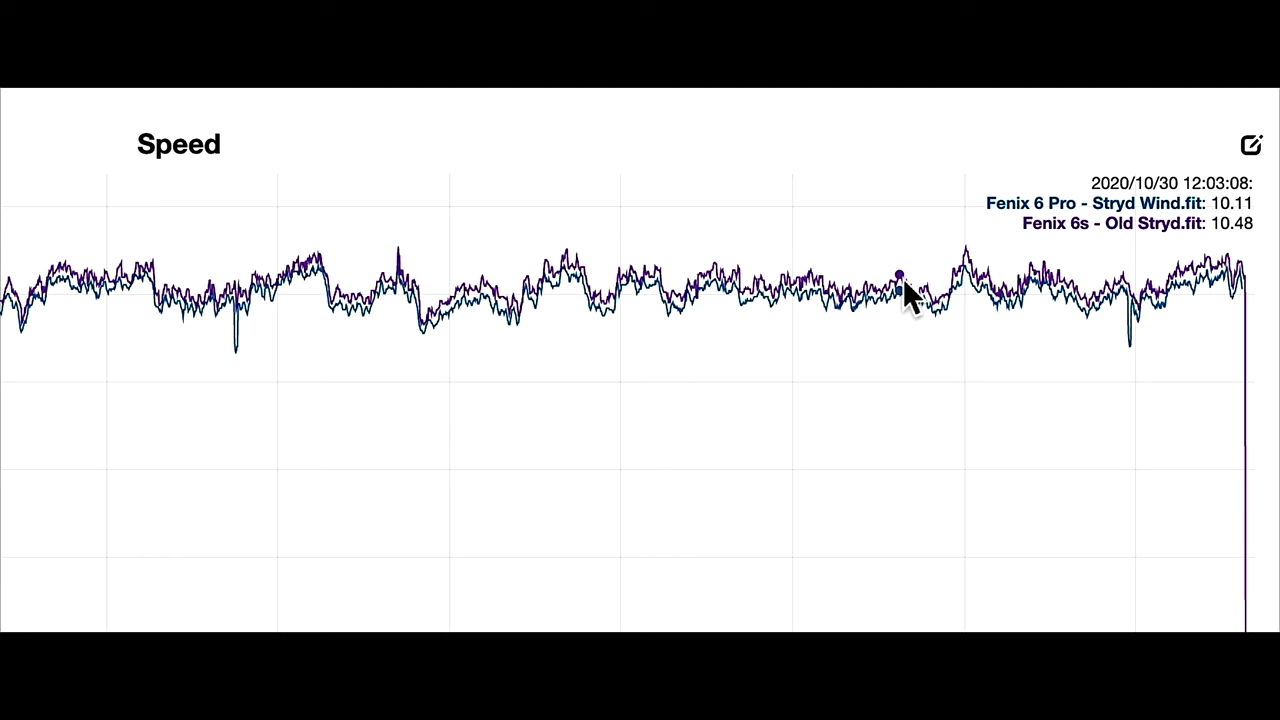 Speed
2020/10/30 12:03:08:
Fenix 6 Pro - Stryd Wind.fit: 10.11
Fenix 6s - Old Stryd.fit: 10.48